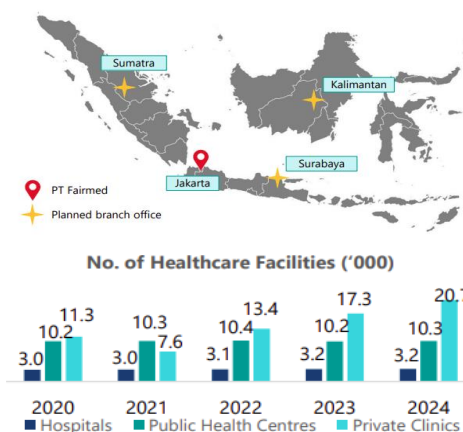 Sumatra
Kalimantan
Surabaya
Jakarta
PT Fairmed
Planned branch office
No. of Healthcare Facilities ('000)
3.0 10.2 11.3 3.0 10.3 7.6 3.1 10.4 13.4 3.2 10.2 17.3 3.2 10.3 20.7
2020 2021 2022 2023 2024
Hospitals Public Health Centres Private Clinics